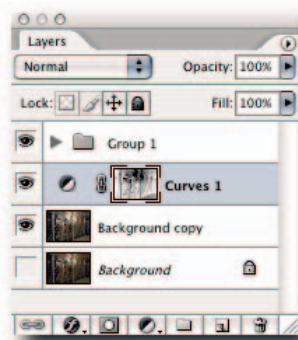 Layers
Normal Opacity: 100%
Lock: Fill: 100%
Group 1
Curves 1
Background copy
Background